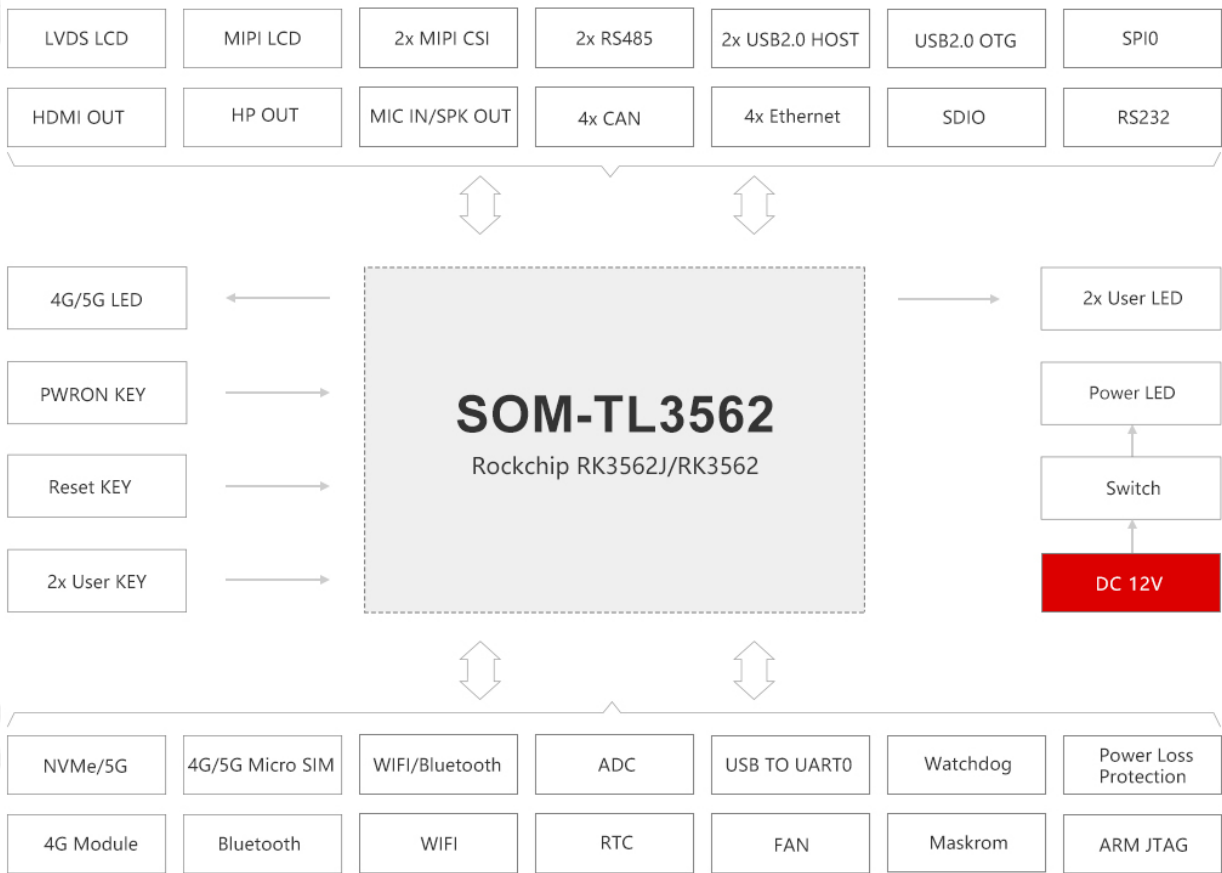 LVDS LCD
MIPI LCD
2x MIPI CSI
2x RS485
2x USB2.0 HOST
USB2.0 OTG
SPI0
HDMI OUT
HP OUT
MIC IN/SPK OUT
4x CAN
4x Ethernet
SDIO
RS232
4G/5G LED
2x User LED
PWRON KEY
Power LED
SOM-TL3562
Rockchip RK3562J/RK3562
Reset KEY
Switch
2x User KEY
DC 12V
NVMe/5G
4G/5G Micro SIM
WIFI/Bluetooth
ADC
USB TO UART0
Watchdog
Power Loss
Protection
4G Module
Bluetooth
WIFI
RTC
FAN
Maskrom
ARM JTAG